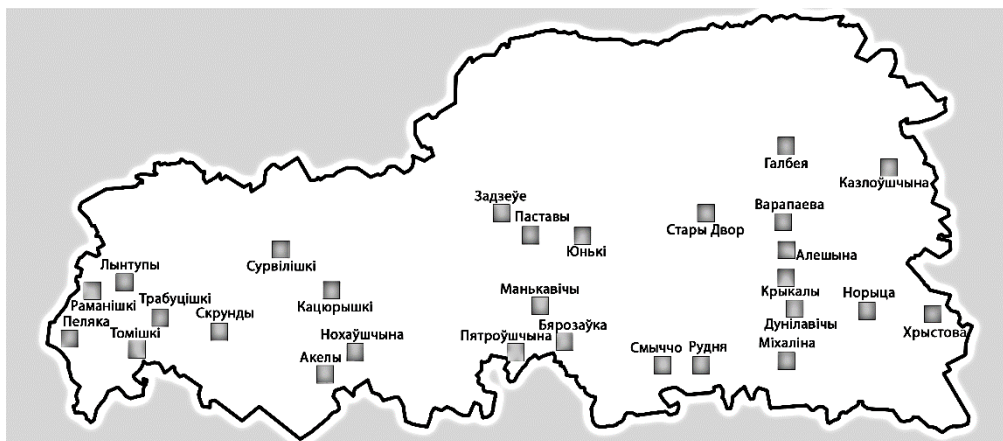 Галбея
Казлоўшчына
Задзеўе
Паставы
Варапаева
Стары Двор
Юнькі
Алешына
Сурвілішкі
Лынтупы
Кацюрышкі
Раманішкі
Трабуцішкі
Манькавічы
Крыкалы
Норыца
Скрунды
Пеляка
Дунілавічы
Хрыстова
Томішкі
Нохаўшчына
Бярозаўка
Пятроўшчына
Акелы
Смыччо
Рудня
Міхаліна